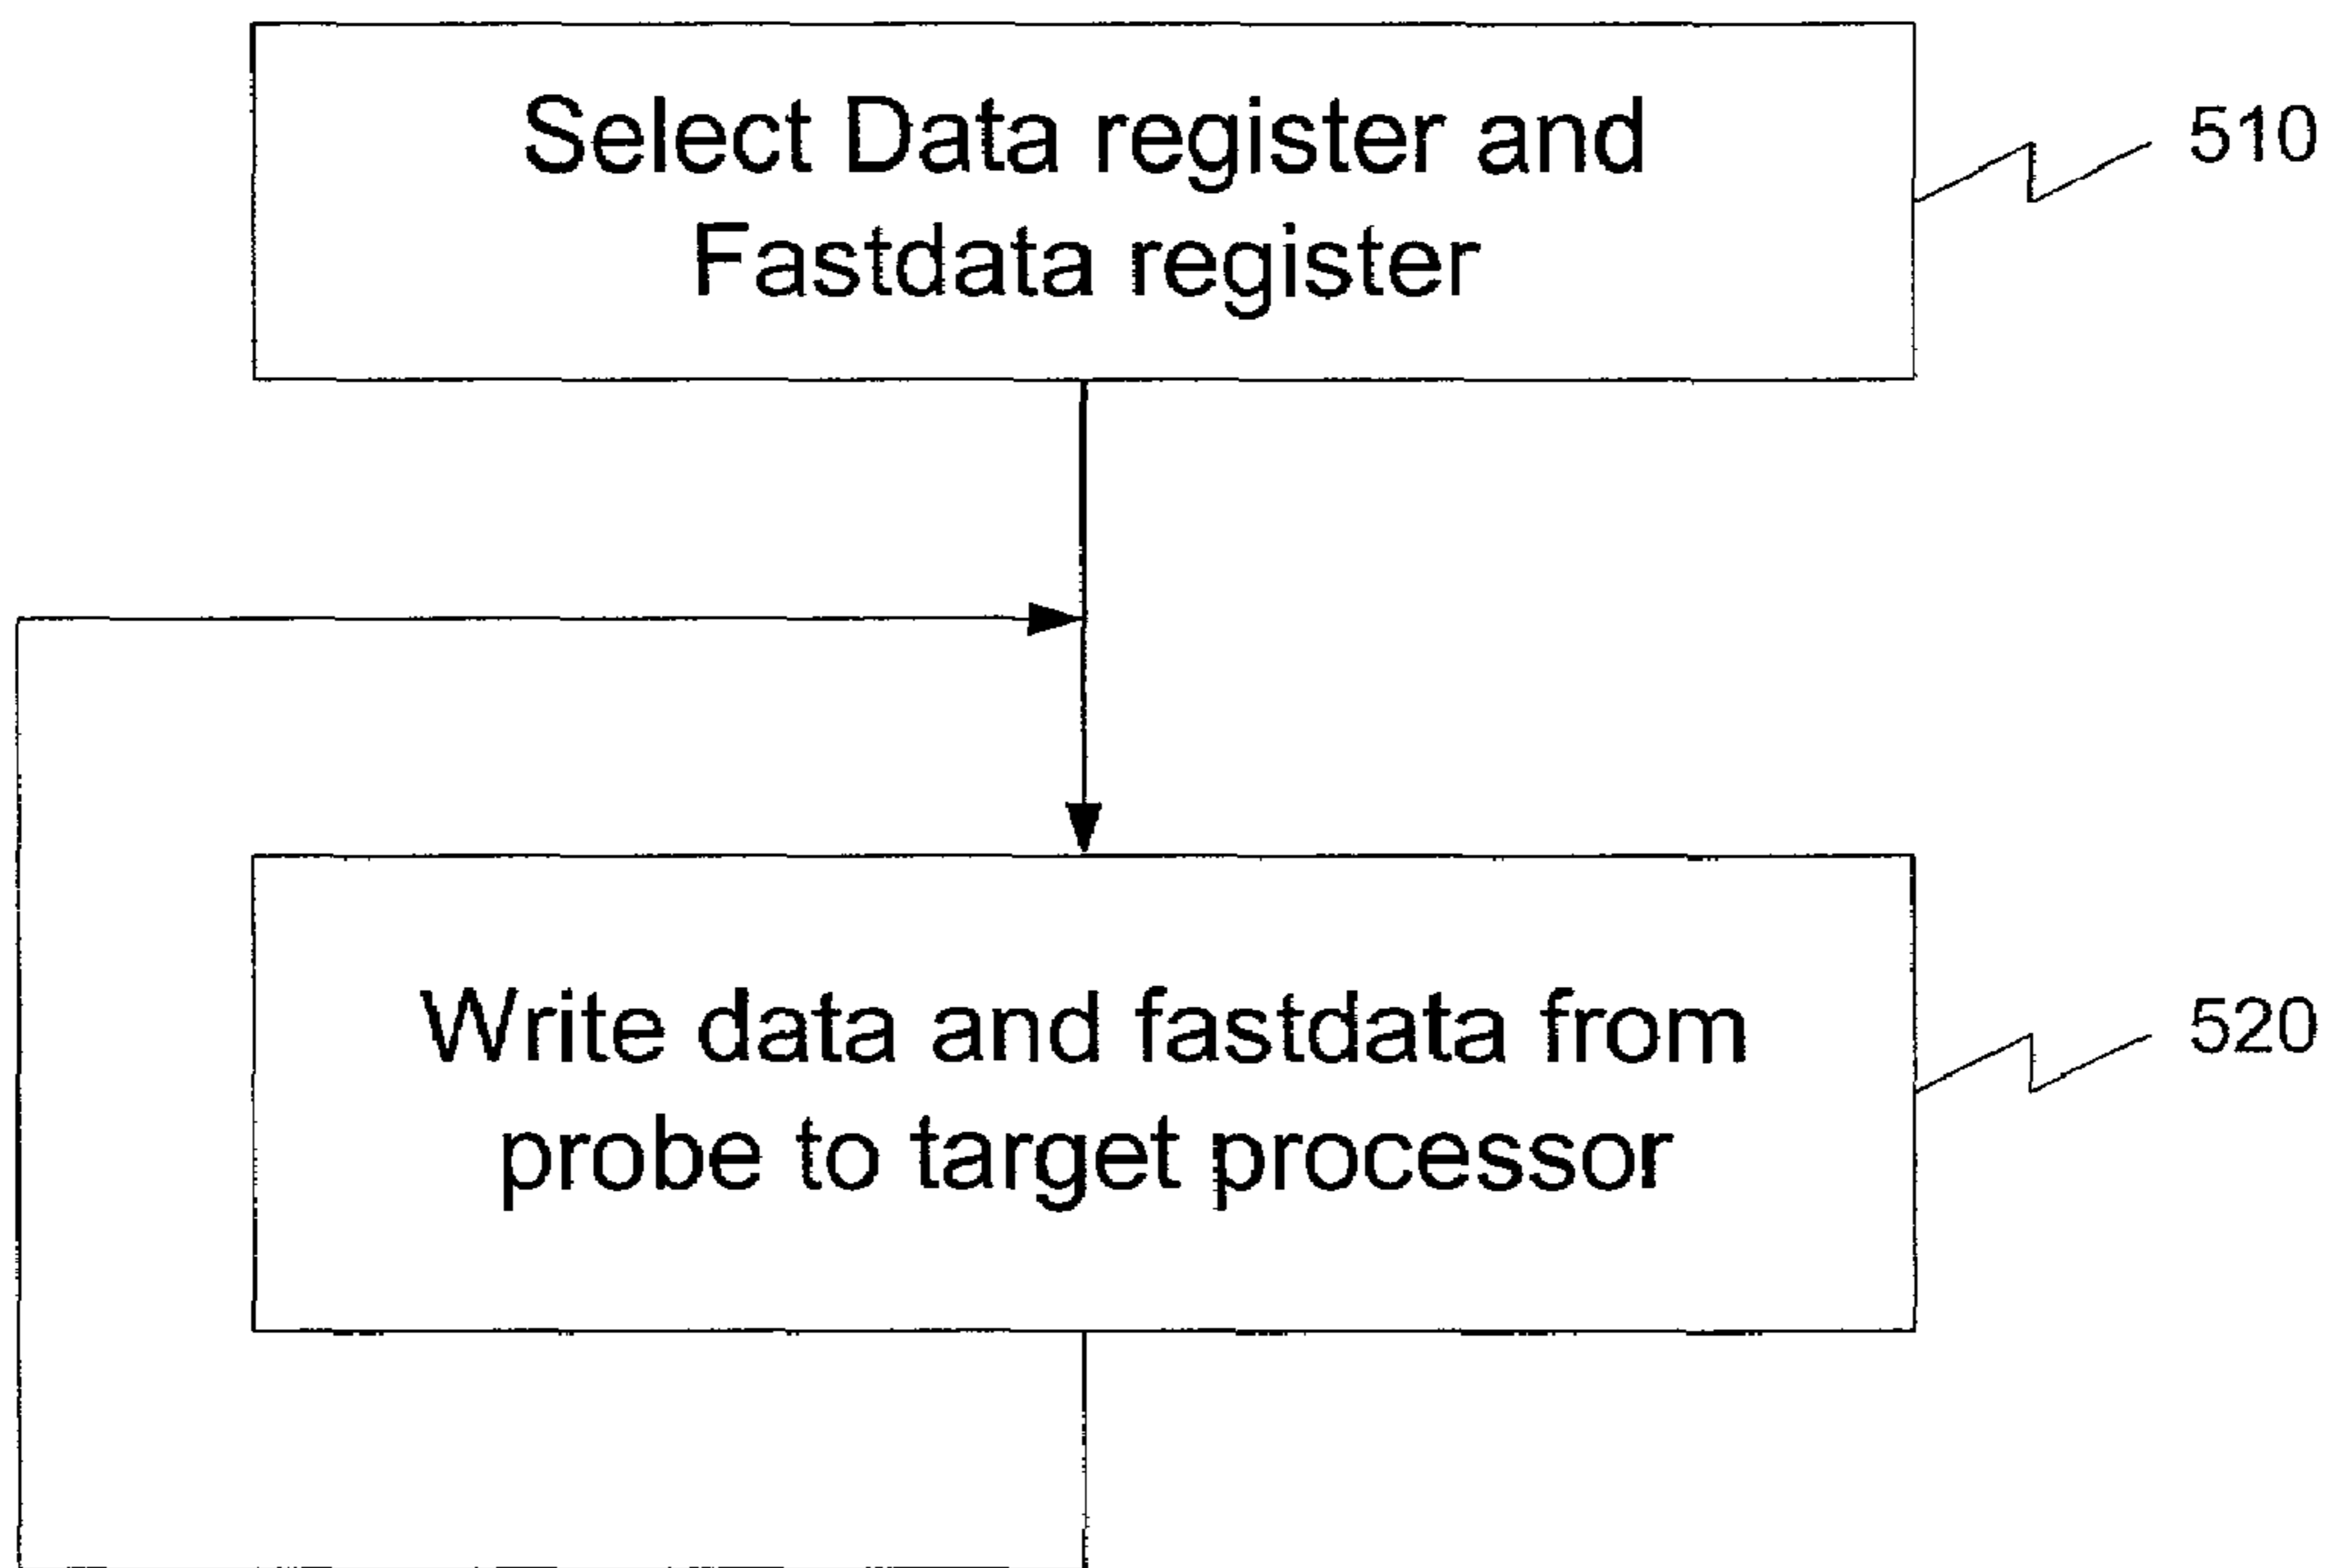 Select Data register and
Fastdata register
510
Write data and fastdata from
probe to target processor
520